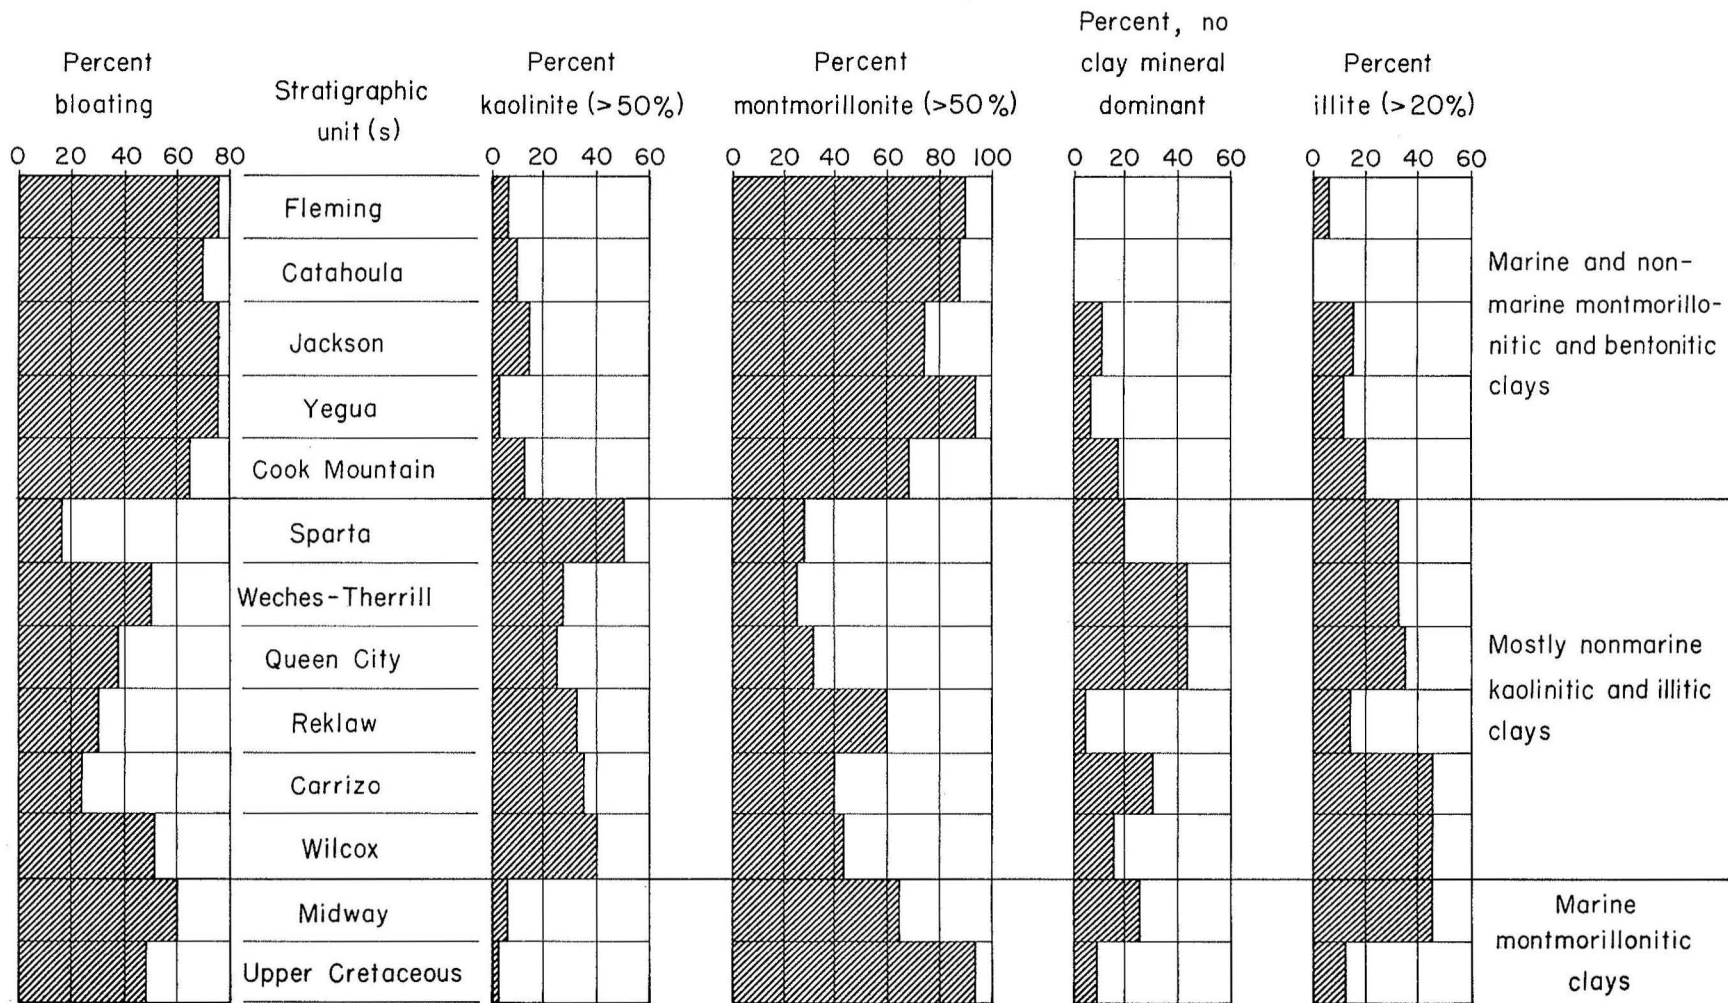 Percent
bloating
Stratigraphic
unit(s)
Percent
kaolinite (>50%)
Percent
montmorillonite (>50%)
Percent, no
clay mineral
dominant
Percent
illite (>20%)
0 20 40 60 80
0 20 40 60
0 20 40 60 80 100
0 20 40 60
0 20 40 60
Fleming
Catahoula
Jackson
Yegua
Cook Mountain
Sparta
Weches-Therrill
Queen City
Reklaw
Carrizo
Wilcox
Midway
Upper Cretaceous
Marine and non-
marine montmorillo-
nitic and bentonitic
clays
Mostly nonmarine
kaolinitic and illitic
clays
Marine
montmorillonitic
clays